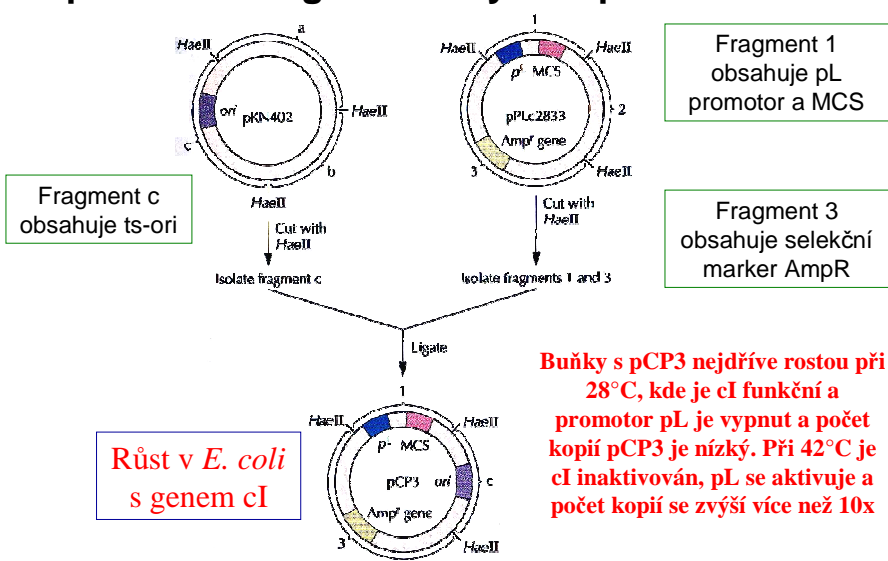 a
HaeII
ori pKN402
HaeII
c
b
HaeII
Cut with
HaeII
Isolate fragment c
1
HaeII
HaeII
pL MCS
pPLc2833
2
Ampr gene
3
HaeII
Cut with
HaeII
Isolate fragments 1 and 3
Fragment 1
obsahuje pL
promotor a MCS
Fragment c
obsahuje ts-ori
Fragment 3
obsahuje selekční
marker AmpR
Ligate
1
HaeII
HaeII
pL MCS
pCP3 ori c
Ampr gene
3
HaeII
Růst v E. coli
s genem cI
Buňky s pCP3 nejdříve rostou při
28°C, kde je cI funkční a
promotor pL je vypnut a počet
kopií pCP3 je nízký. Při 42°C je
cI inaktivován, pL se aktivuje a
počet kopií se zvýší více než 10x